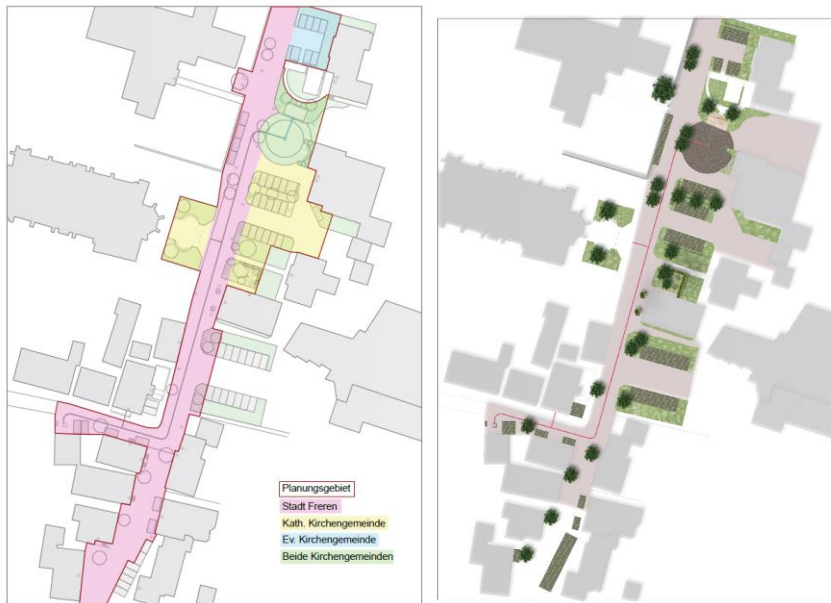 Planungsgebiet
Stadt Freren
Kath. Kirchengemeinde
Ev. Kirchengemeinde
Beide Kirchengemeinden